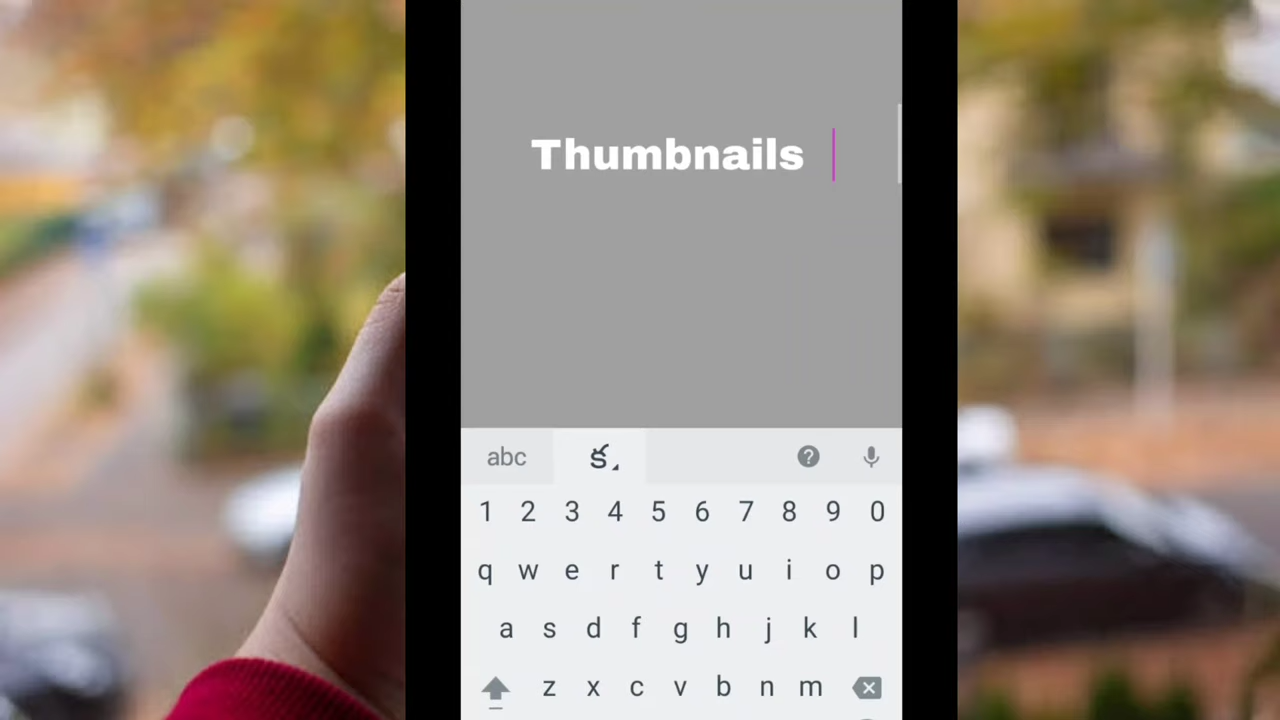 Thumbnails
abc క
1 2 3 4 5 6 7 8 9 0
q w e r t y u i o p
a s d f g h j k l
z x c v b n m